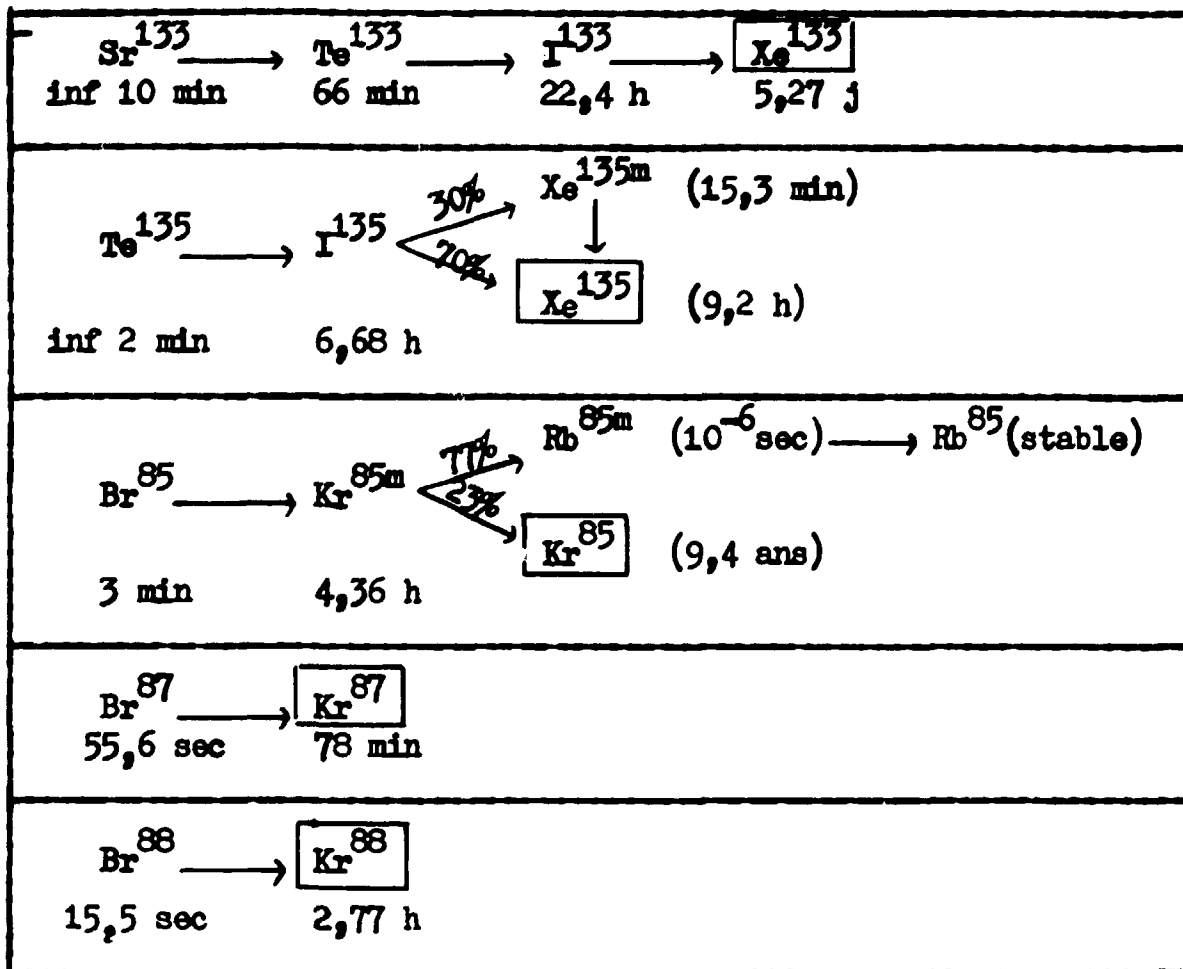 Sr¹³³ → Te¹³³ → I¹³³ → Xe¹³³
inf 10 min 66 min 22,4 h 5,27 j
30% Xe¹³⁵ᵐ (15,3 min)
Te¹³⁵ → I¹³⁵
70% Xe¹³⁵ (9,2 h)
inf 2 min 6,68 h
77% Rb⁸⁵ᵐ (10⁻⁶ sec) → Rb⁸⁵ (stable)
Br⁸⁵ → Kr⁸⁵ᵐ
23% Kr⁸⁵ (9,4 ans)
3 min 4,36 h
Br⁸⁷ → Kr⁸⁷
55,6 sec 78 min
Br⁸⁸ → Kr⁸⁸
15,5 sec 2,77 h